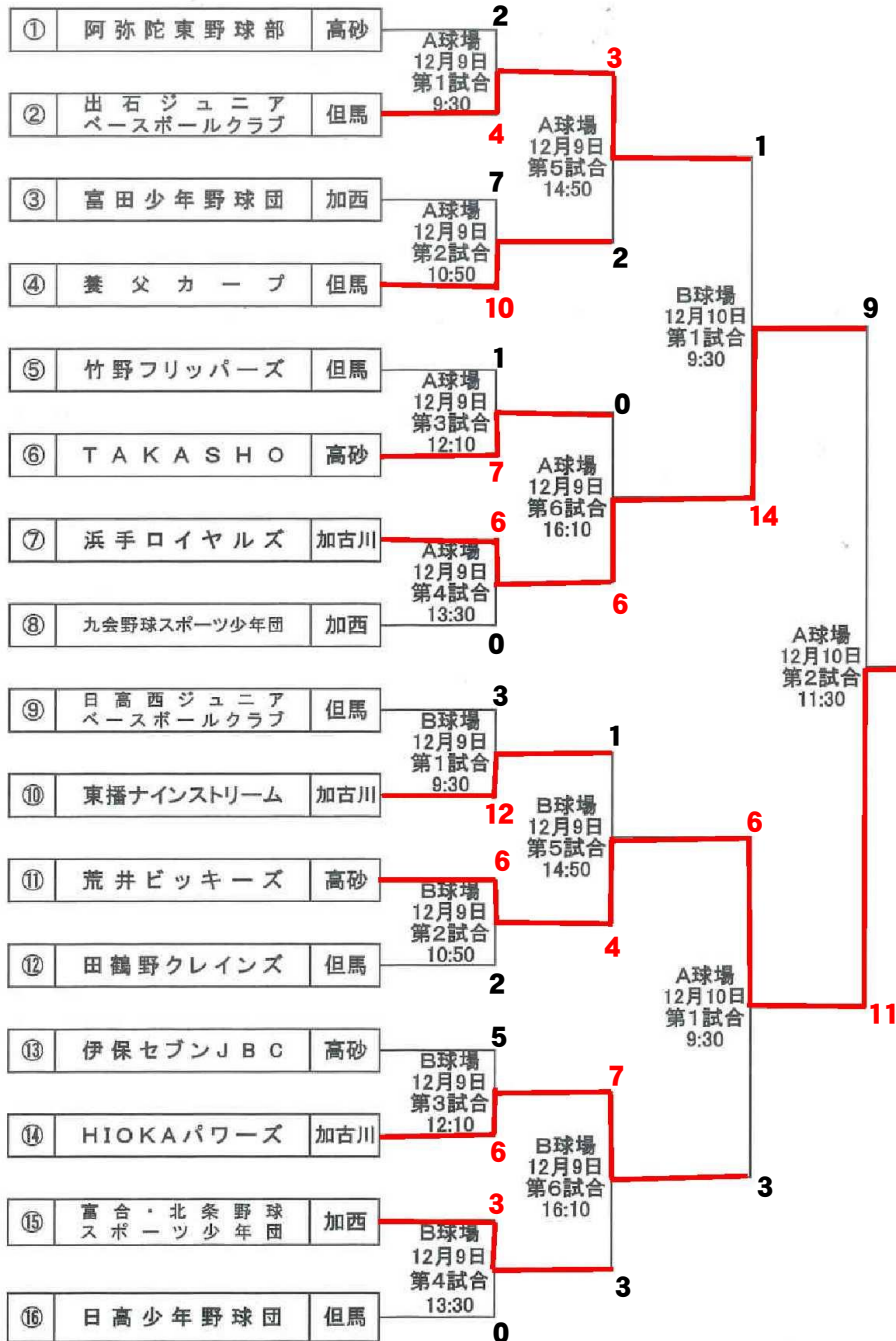 ① 阿弥陀東野球部 高砂
② 出石ジュニア
ベースボールクラブ 但馬
③ 富田少年野球団 加西
④ 養父カープ 但馬
⑤ 竹野フリッパーズ 但馬
⑥ TAKASHO 高砂
⑦ 浜手ロイヤルズ 加古川
⑧ 九会野球スポーツ少年団 加西
⑨ 日高西ジュニア
ベースボールクラブ 但馬
⑩ 東播ナインストリーム 加古川
⑪ 荒井ビッキーズ 高砂
⑫ 田鶴野クレインズ 但馬
⑬ 伊保セブンJBC 高砂
⑭ HIOKAパワーズ 加古川
⑮ 富合・北条野球
スポーツ少年団 加西
⑯ 日高少年野球団 但馬
2
A球場
12月9日
第1試合
9:30
4
7
A球場
12月9日
第2試合
10:50
10
1
A球場
12月9日
第3試合
12:10
7
6
A球場
12月9日
第4試合
13:30
0
3
B球場
12月9日
第1試合
9:30
12
6
B球場
12月9日
第2試合
10:50
2
5
B球場
12月9日
第3試合
12:10
6
3
B球場
12月9日
第4試合
13:30
0
3
A球場
12月9日
第5試合
14:50
2
0
A球場
12月9日
第6試合
16:10
6
1
B球場
12月9日
第5試合
14:50
4
7
B球場
12月9日
第6試合
16:10
3
1
B球場
12月10日
第1試合
9:30
14
6
A球場
12月10日
第1試合
9:30
3
9
A球場
12月10日
第2試合
11:30
11